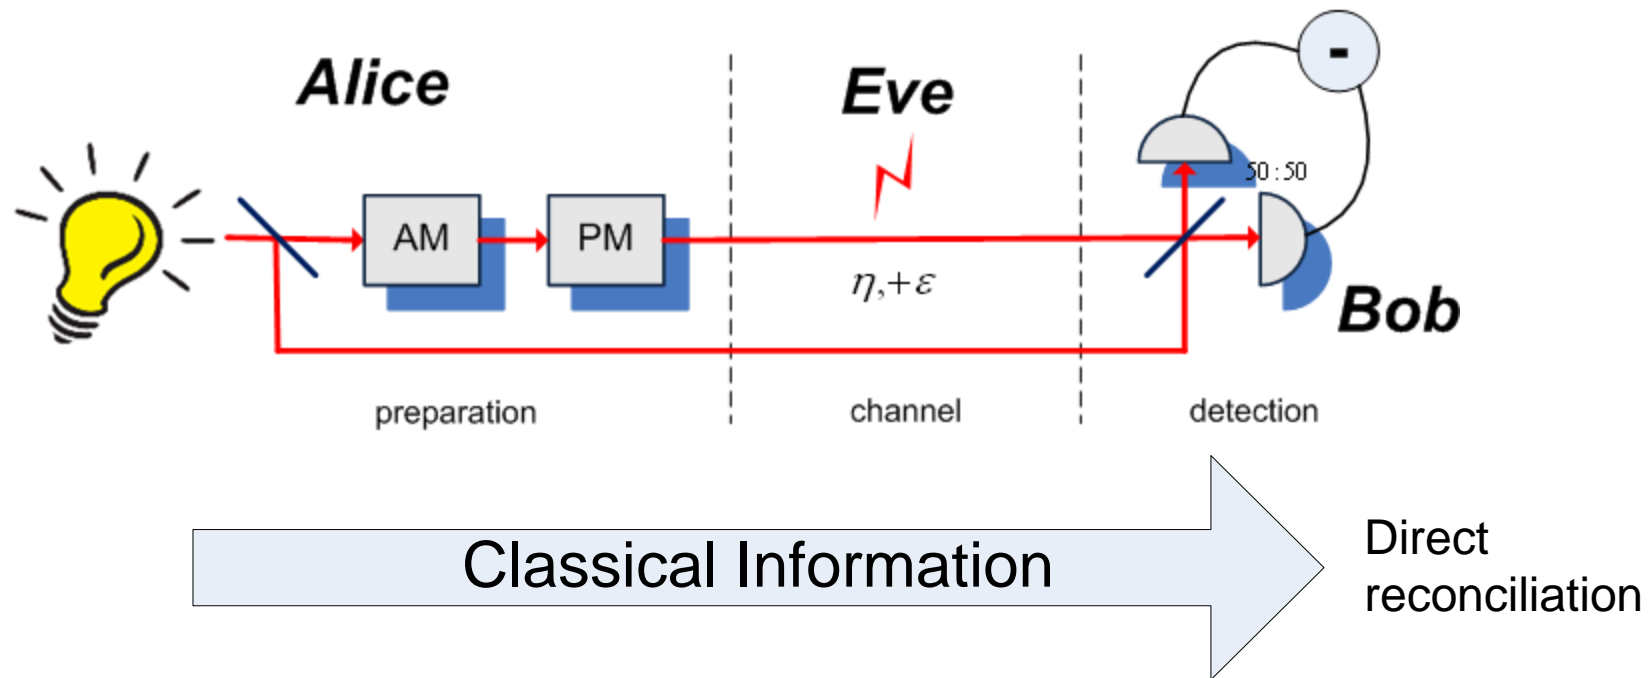 Alice
Eve
-
50:50
AM
PM
η,+ε
Bob
preparation
channel
detection
Classical Information
Direct
reconciliation